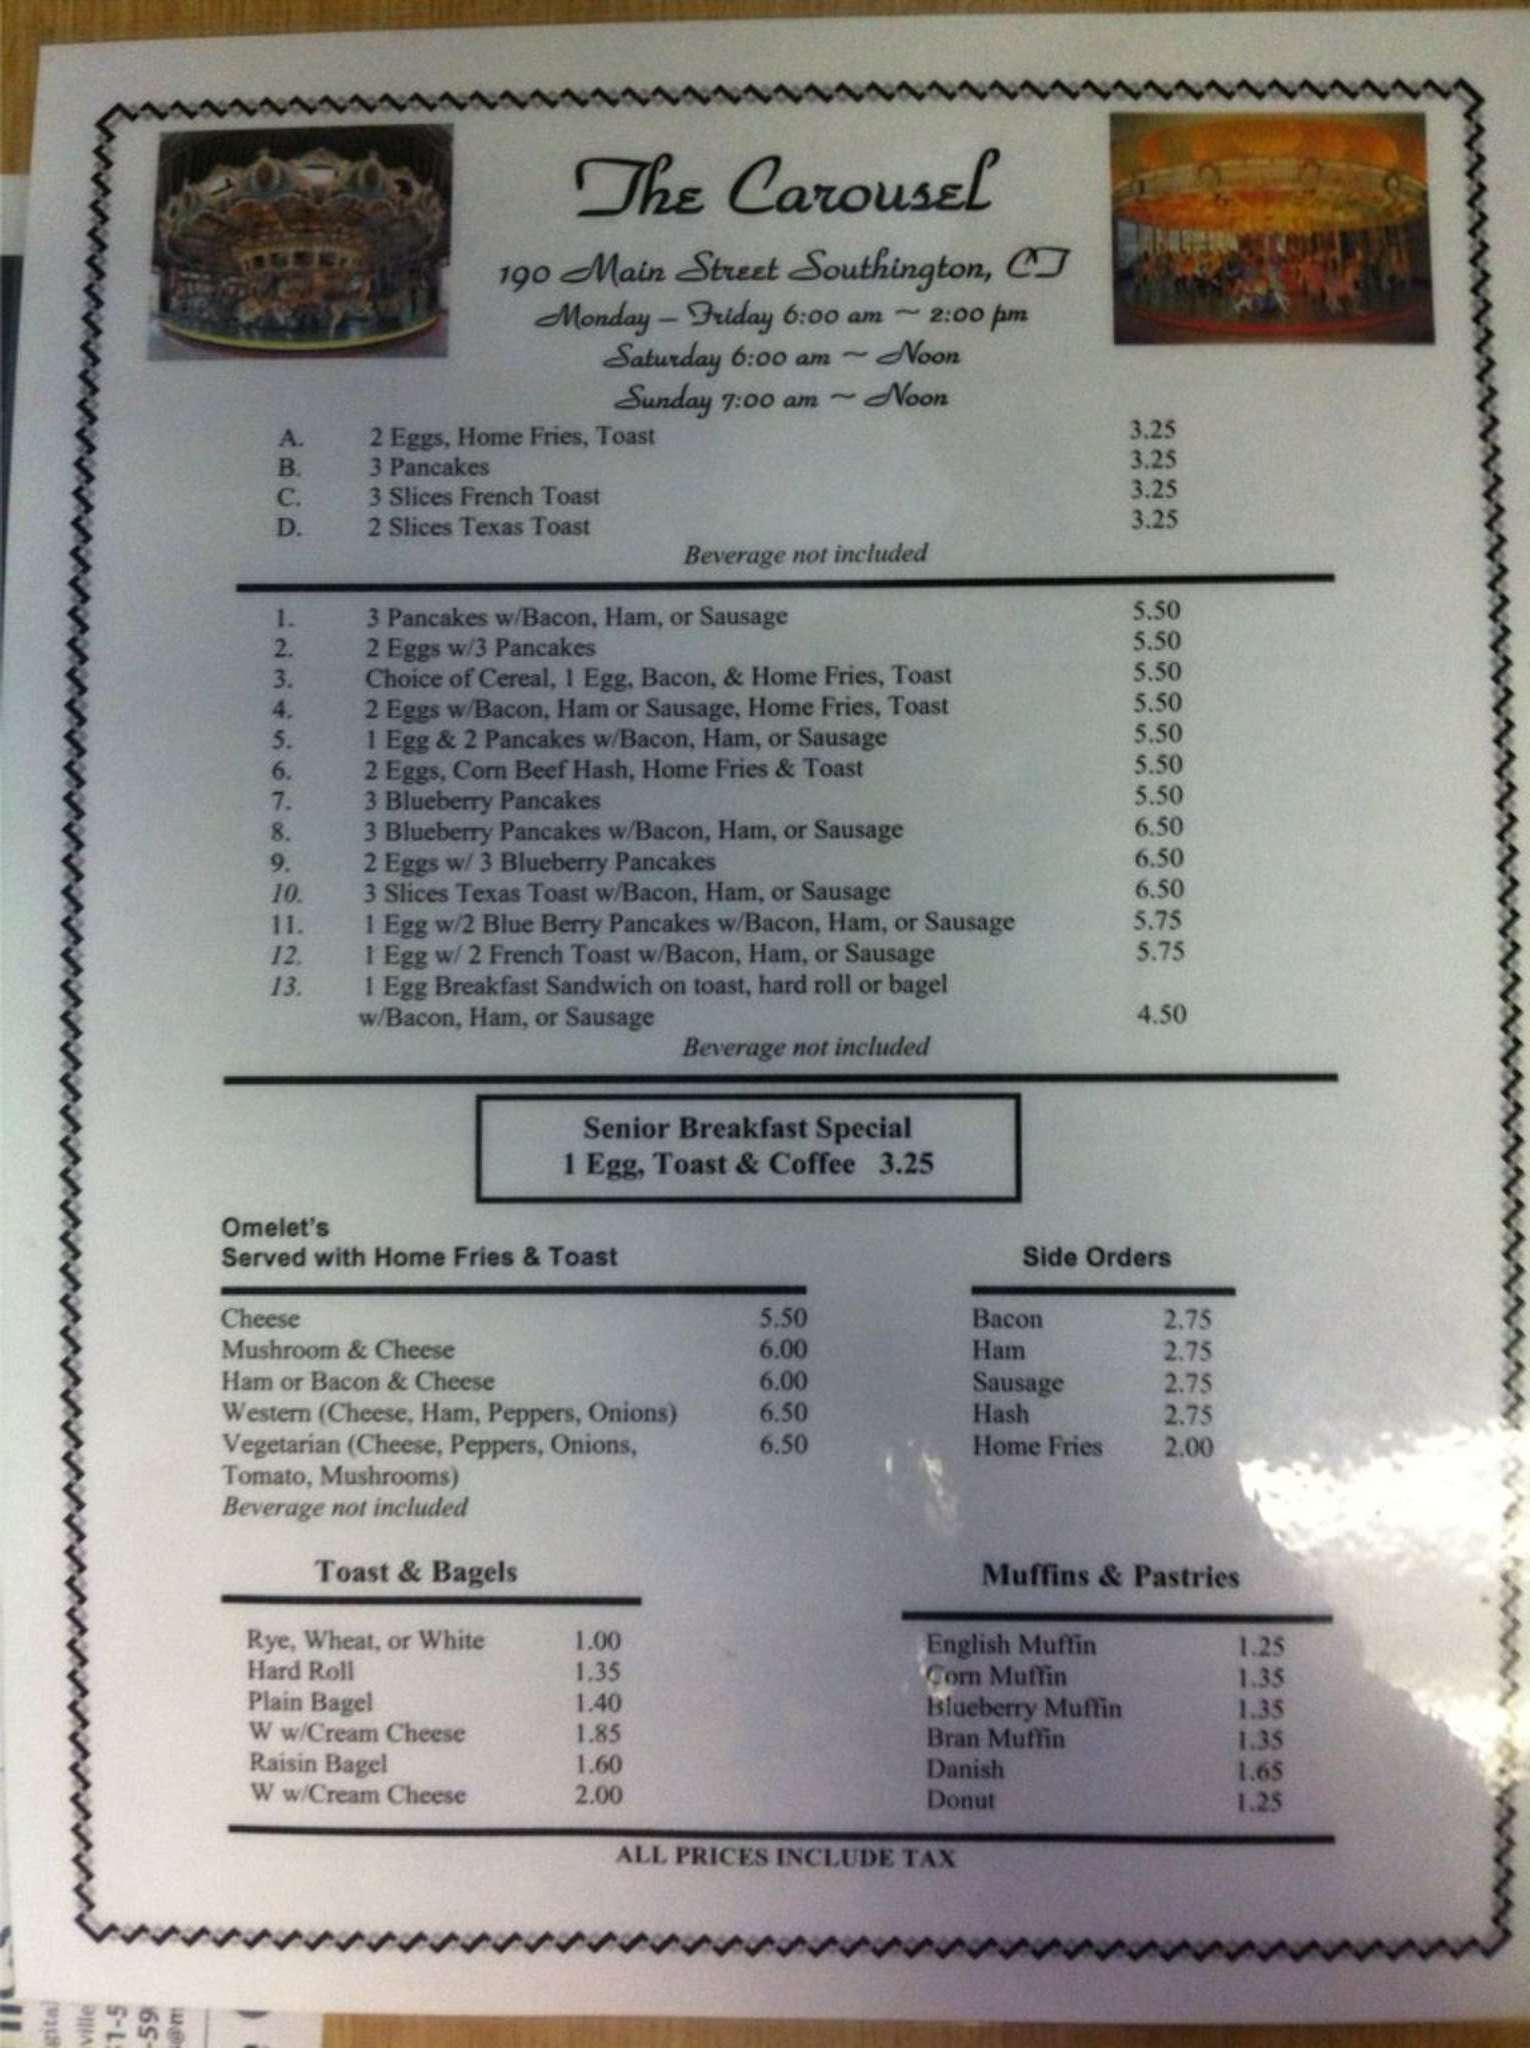 The Carousel
190 Main Street Southington, CT
Monday – Friday 6:00 am ~ 2:00 pm
Saturday 6:00 am ~ Noon
Sunday 7:00 am ~ Noon
A. 2 Eggs, Home Fries, Toast 3.25
B. 3 Pancakes 3.25
C. 3 Slices French Toast 3.25
D. 2 Slices Texas Toast 3.25
Beverage not included
1. 3 Pancakes w/Bacon, Ham, or Sausage 5.50
2. 2 Eggs w/3 Pancakes 5.50
3. Choice of Cereal, 1 Egg, Bacon, & Home Fries, Toast 5.50
4. 2 Eggs w/Bacon, Ham or Sausage, Home Fries, Toast 5.50
5. 1 Egg & 2 Pancakes w/Bacon, Ham, or Sausage 5.50
6. 2 Eggs, Corn Beef Hash, Home Fries & Toast 5.50
7. 3 Blueberry Pancakes 5.50
8. 3 Blueberry Pancakes w/Bacon, Ham, or Sausage 6.50
9. 2 Eggs w/ 3 Blueberry Pancakes 6.50
10. 3 Slices Texas Toast w/Bacon, Ham, or Sausage 6.50
11. 1 Egg w/2 Blue Berry Pancakes w/Bacon, Ham, or Sausage 5.75
12. 1 Egg w/ 2 French Toast w/Bacon, Ham, or Sausage 5.75
13. 1 Egg Breakfast Sandwich on toast, hard roll or bagel
w/Bacon, Ham, or Sausage 4.50
Beverage not included
Senior Breakfast Special
1 Egg, Toast & Coffee 3.25
Omelet's
Served with Home Fries & Toast
Cheese 5.50
Mushroom & Cheese 6.00
Ham or Bacon & Cheese 6.00
Western (Cheese, Ham, Peppers, Onions) 6.50
Vegetarian (Cheese, Peppers, Onions, 6.50
Tomato, Mushrooms)
Beverage not included
Side Orders
Bacon 2.75
Ham 2.75
Sausage 2.75
Hash 2.75
Home Fries 2.00
Toast & Bagels
Rye, Wheat, or White 1.00
Hard Roll 1.35
Plain Bagel 1.40
W w/Cream Cheese 1.85
Raisin Bagel 1.60
W w/Cream Cheese 2.00
Muffins & Pastries
English Muffin 1.25
Corn Muffin 1.35
Blueberry Muffin 1.35
Bran Muffin 1.35
Danish 1.65
Donut 1.25
ALL PRICES INCLUDE TAX